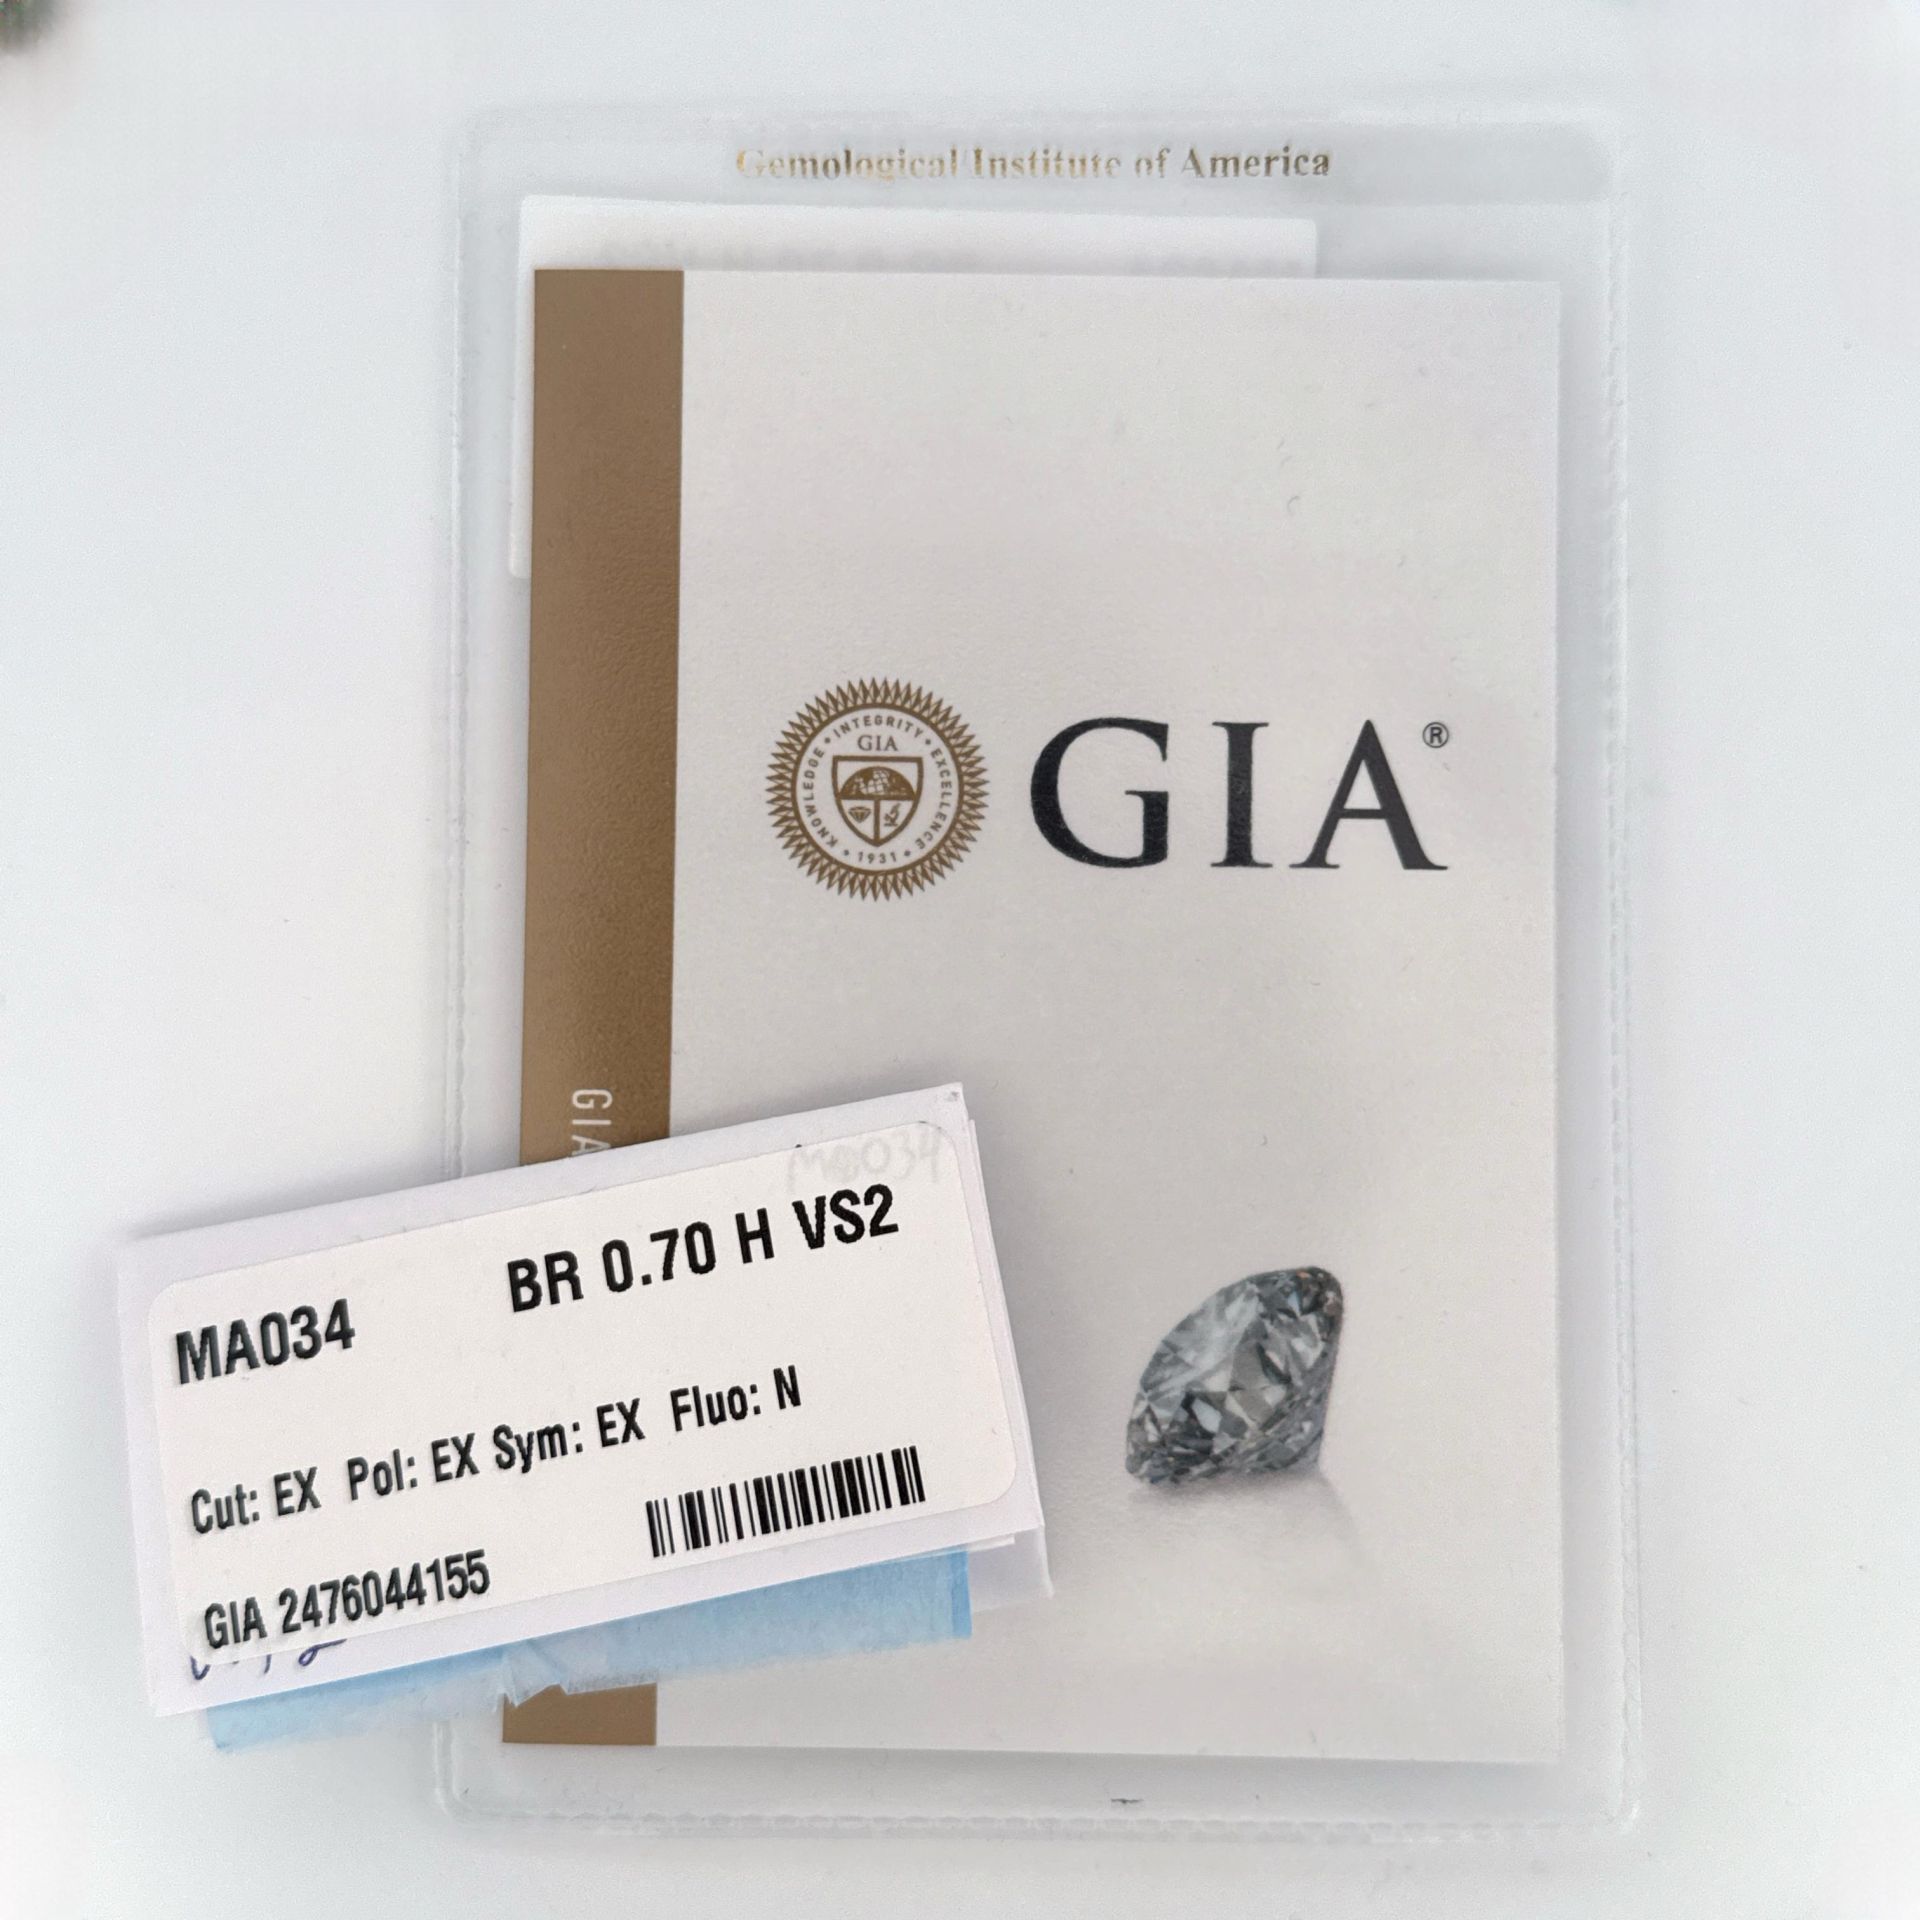 Gemological Institute of America
INTEGRITY • EXCELLENCE • 1931 • KNOWLEDGE
GIA
GIA®
GIA
MA034
BR 0.70 H VS2
MA034
Cut: EX Pol: EX Sym: EX Fluo: N
GIA 2476044155